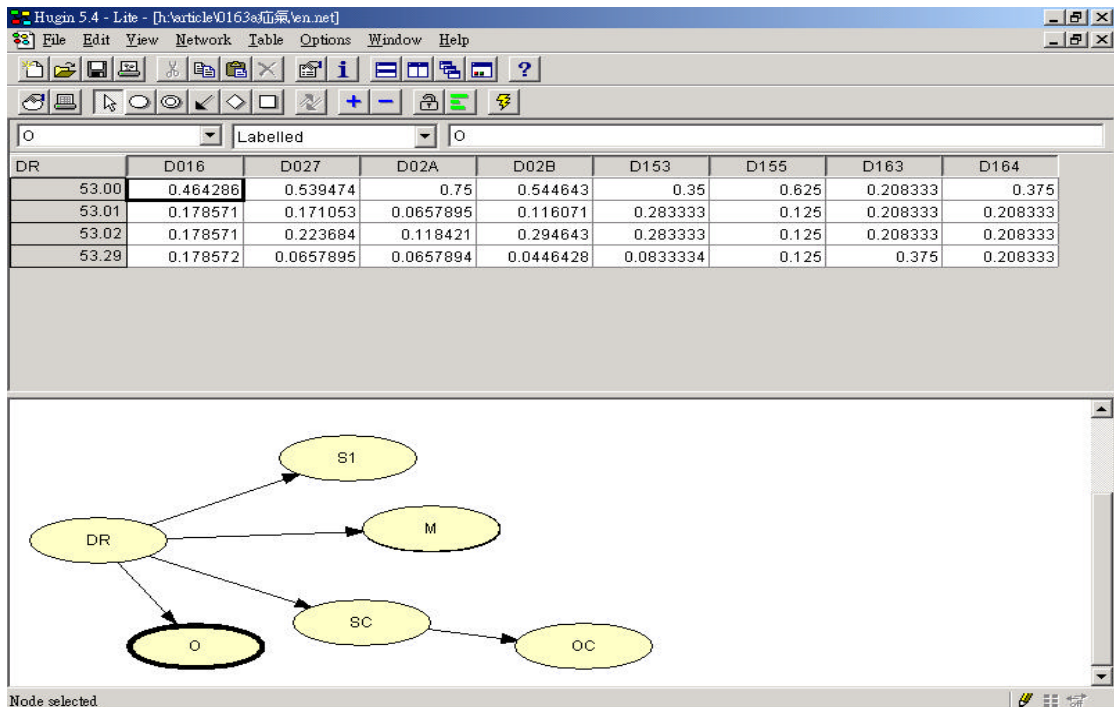 Hugin 5.4 - Lite - [h:\article\0163a疝氣\en.net]
File Edit View Network Table Options Window Help
O Labelled O
DR D016 D027 D02A D02B D153 D155 D163 D164
53.00 0.464286 0.539474 0.75 0.544643 0.35 0.625 0.208333 0.375
53.01 0.178571 0.171053 0.0657895 0.116071 0.283333 0.125 0.208333 0.208333
53.02 0.178571 0.223684 0.118421 0.294643 0.283333 0.125 0.208333 0.208333
53.29 0.178572 0.0657895 0.0657894 0.0446428 0.0833334 0.125 0.375 0.208333
S1
M
DR
SC
O
OC
Node selected